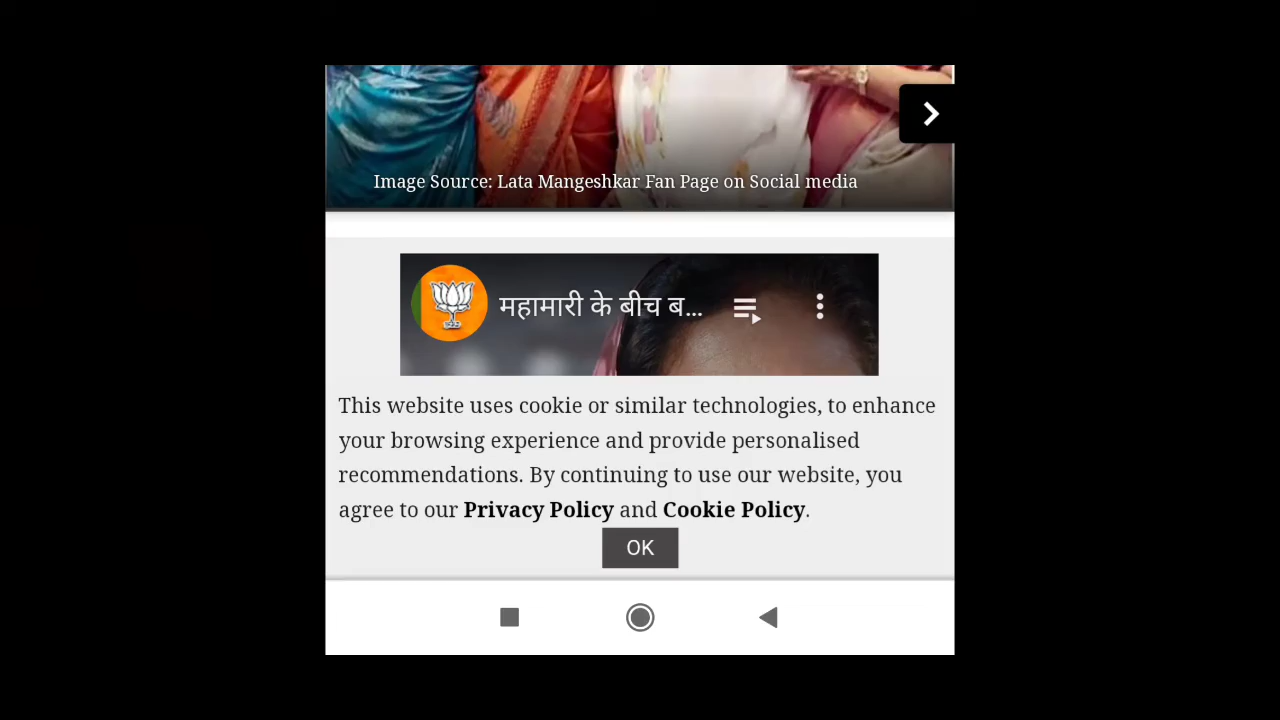 Image Source: Lata Mangeshkar Fan Page on Social media
महामारी के बीच ब...
This website uses cookie or similar technologies, to enhance
your browsing experience and provide personalised
recommendations. By continuing to use our website, you
agree to our Privacy Policy and Cookie Policy.
OK